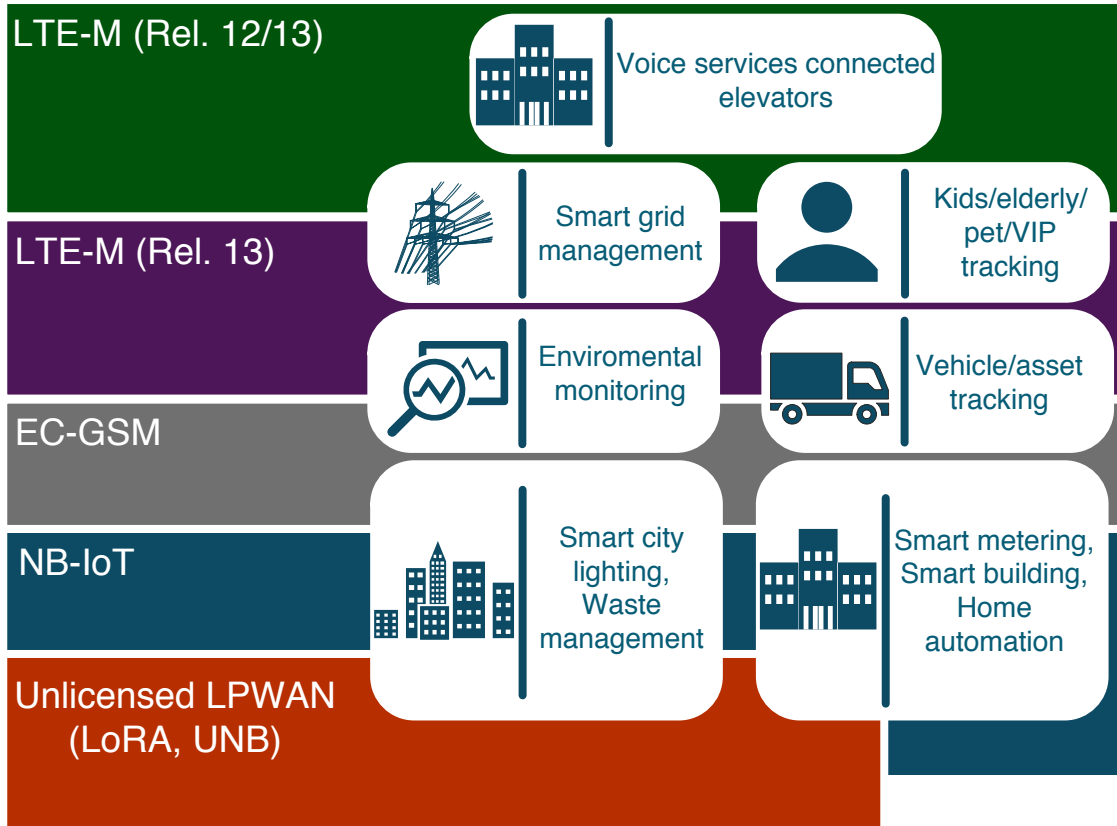 LTE-M (Rel. 12/13)
Voice services connected
elevators
Smart grid
management
Kids/elderly/
pet/VIP
tracking
LTE-M (Rel. 13)
Enviromental
monitoring
Vehicle/asset
tracking
EC-GSM
NB-IoT
Smart city
lighting,
Waste
management
Smart metering,
Smart building,
Home
automation
Unlicensed LPWAN
(LoRA, UNB)